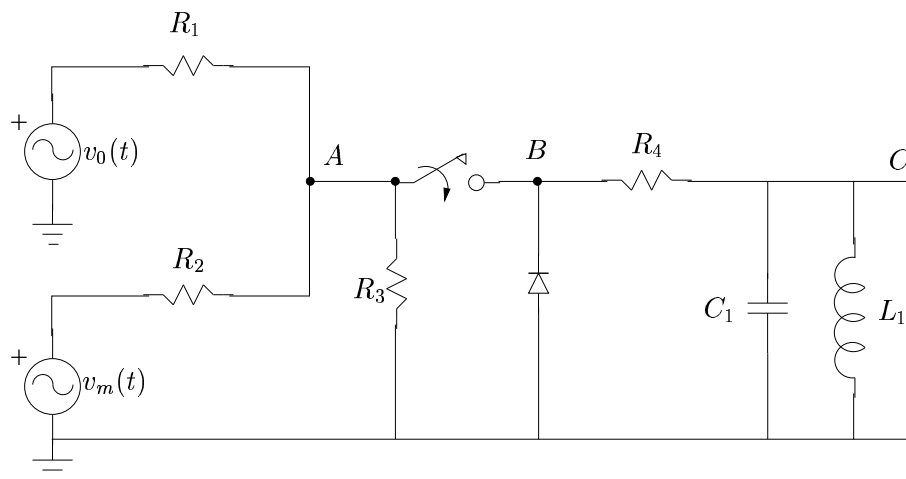 R₁
+
v₀(t)
A
B
R₄
C
R₂
R₃
+
vₘ(t)
C₁
L₁